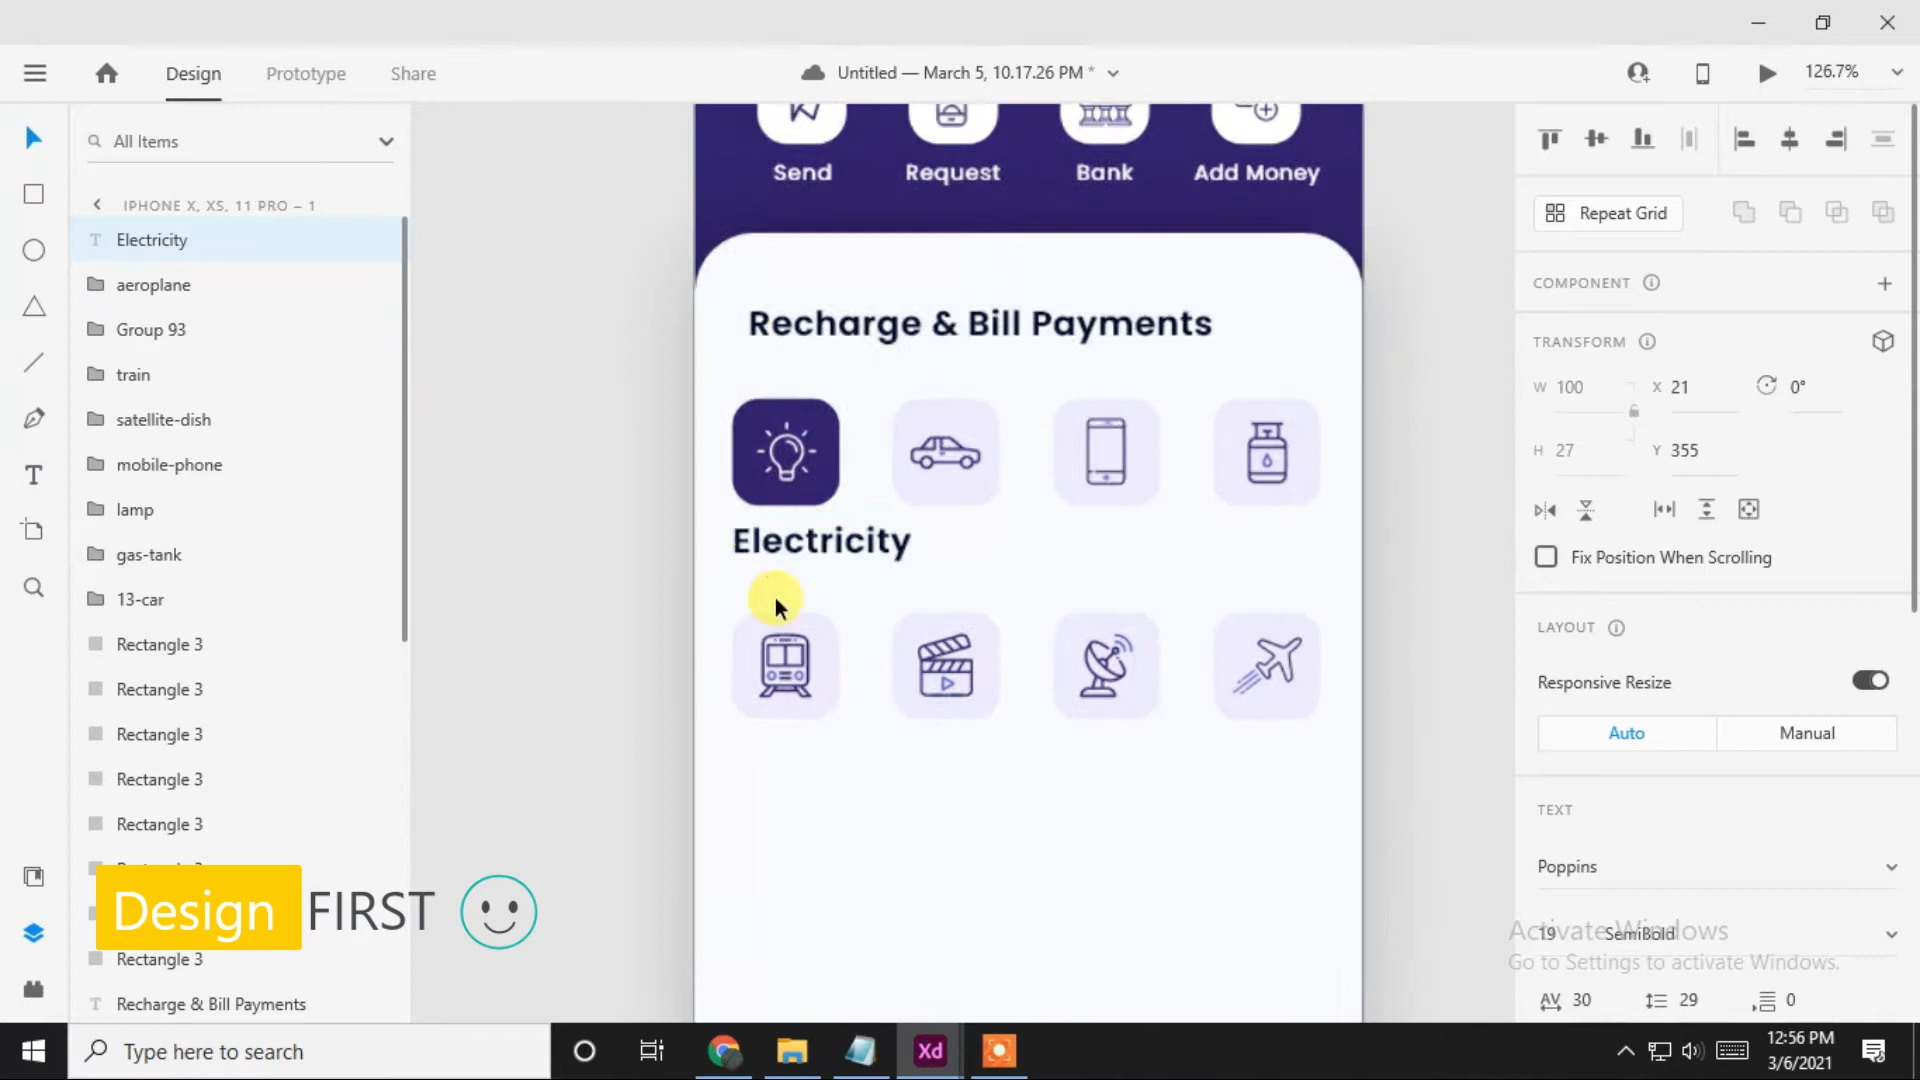 Design
Prototype
Share
Untitled — March 5, 10.17.26 PM *
126.7%
All Items
IPHONE X, XS, 11 PRO – 1
Electricity
aeroplane
Group 93
train
satellite-dish
mobile-phone
lamp
gas-tank
13-car
Rectangle 3
Rectangle 3
Rectangle 3
Rectangle 3
Rectangle 3
Rectangle 3
Recharge & Bill Payments
Design FIRST
Send
Request
Bank
Add Money
Recharge & Bill Payments
Electricity
Repeat Grid
COMPONENT
TRANSFORM
W 100
X 21
0°
H 27
Y 355
Fix Position When Scrolling
LAYOUT
Responsive Resize
Auto
Manual
TEXT
Poppins
19
SemiBold
Activate Windows
Go to Settings to activate Windows.
AV 30
29
0
Type here to search
Xd
12:56 PM
3/6/2021